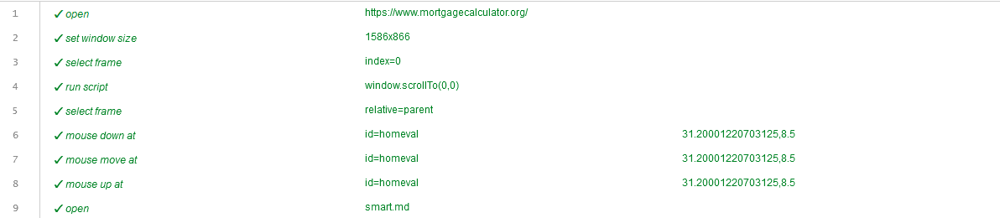 1 ✓ open https://www.mortgagecalculator.org/
2 ✓ set window size 1586x866
3 ✓ select frame index=0
4 ✓ run script window.scrollTo(0,0)
5 ✓ select frame relative=parent
6 ✓ mouse down at id=homeval 31.20001220703125,8.5
7 ✓ mouse move at id=homeval 31.20001220703125,8.5
8 ✓ mouse up at id=homeval 31.20001220703125,8.5
9 ✓ open smart.md